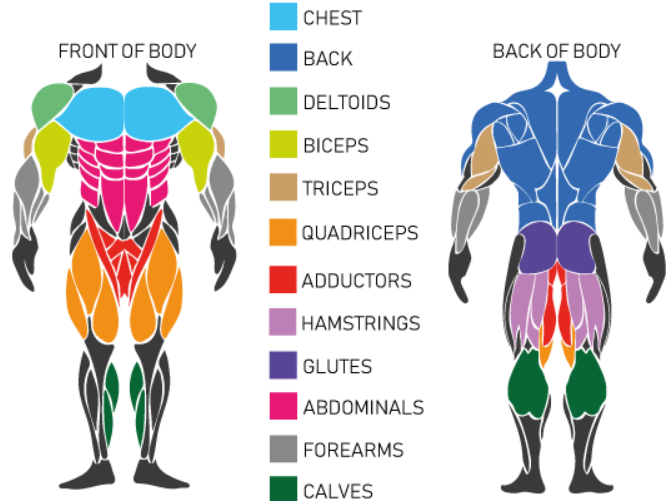 FRONT OF BODY
CHEST
BACK
DELTOIDS
BICEPS
TRICEPS
QUADRICEPS
ADDUCTORS
HAMSTRINGS
GLUTES
ABDOMINALS
FOREARMS
CALVES
BACK OF BODY